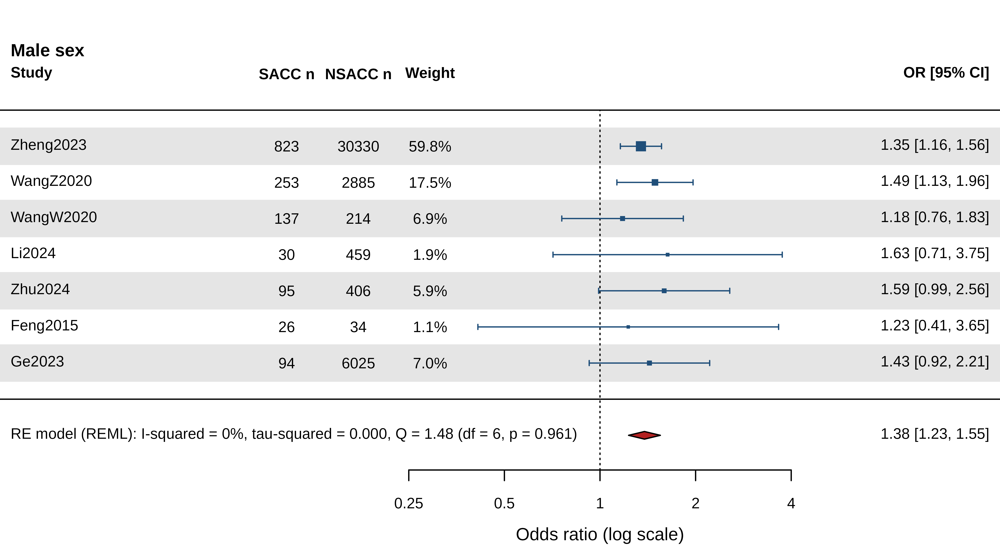 Male sex
Study SACC n NSACC n Weight OR [95% CI]
Zheng2023 823 30330 59.8% 1.35 [1.16, 1.56]
WangZ2020 253 2885 17.5% 1.49 [1.13, 1.96]
WangW2020 137 214 6.9% 1.18 [0.76, 1.83]
Li2024 30 459 1.9% 1.63 [0.71, 3.75]
Zhu2024 95 406 5.9% 1.59 [0.99, 2.56]
Feng2015 26 34 1.1% 1.23 [0.41, 3.65]
Ge2023 94 6025 7.0% 1.43 [0.92, 2.21]
RE model (REML): I-squared = 0%, tau-squared = 0.000, Q = 1.48 (df = 6, p = 0.961) 1.38 [1.23, 1.55]
0.25 0.5 1 2 4
Odds ratio (log scale)